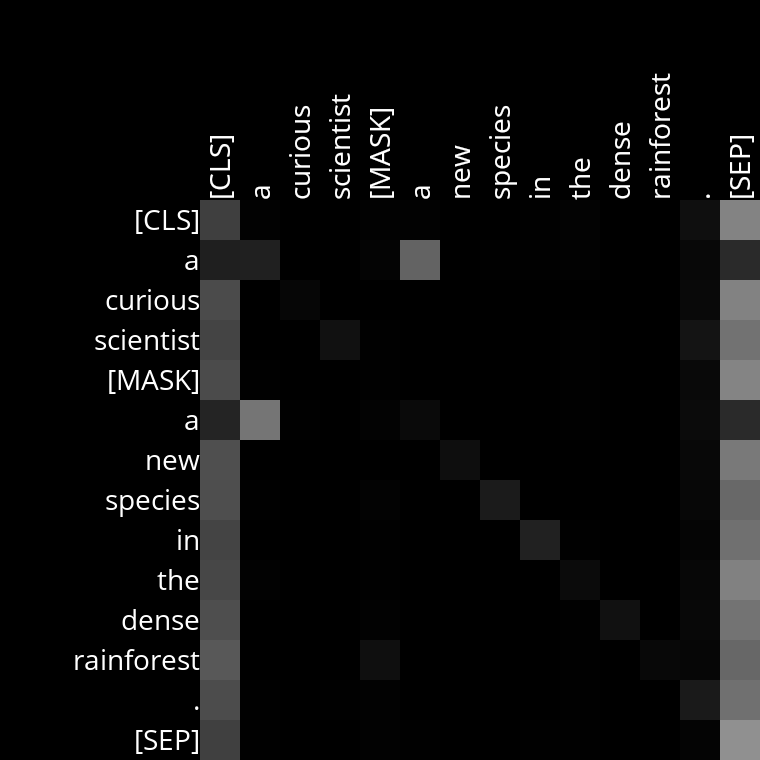 [CLS] a curious scientist [MASK] a new species in the dense rainforest . [SEP]
[CLS]
a
curious
scientist
[MASK]
a
new
species
in
the
dense
rainforest
.
[SEP]